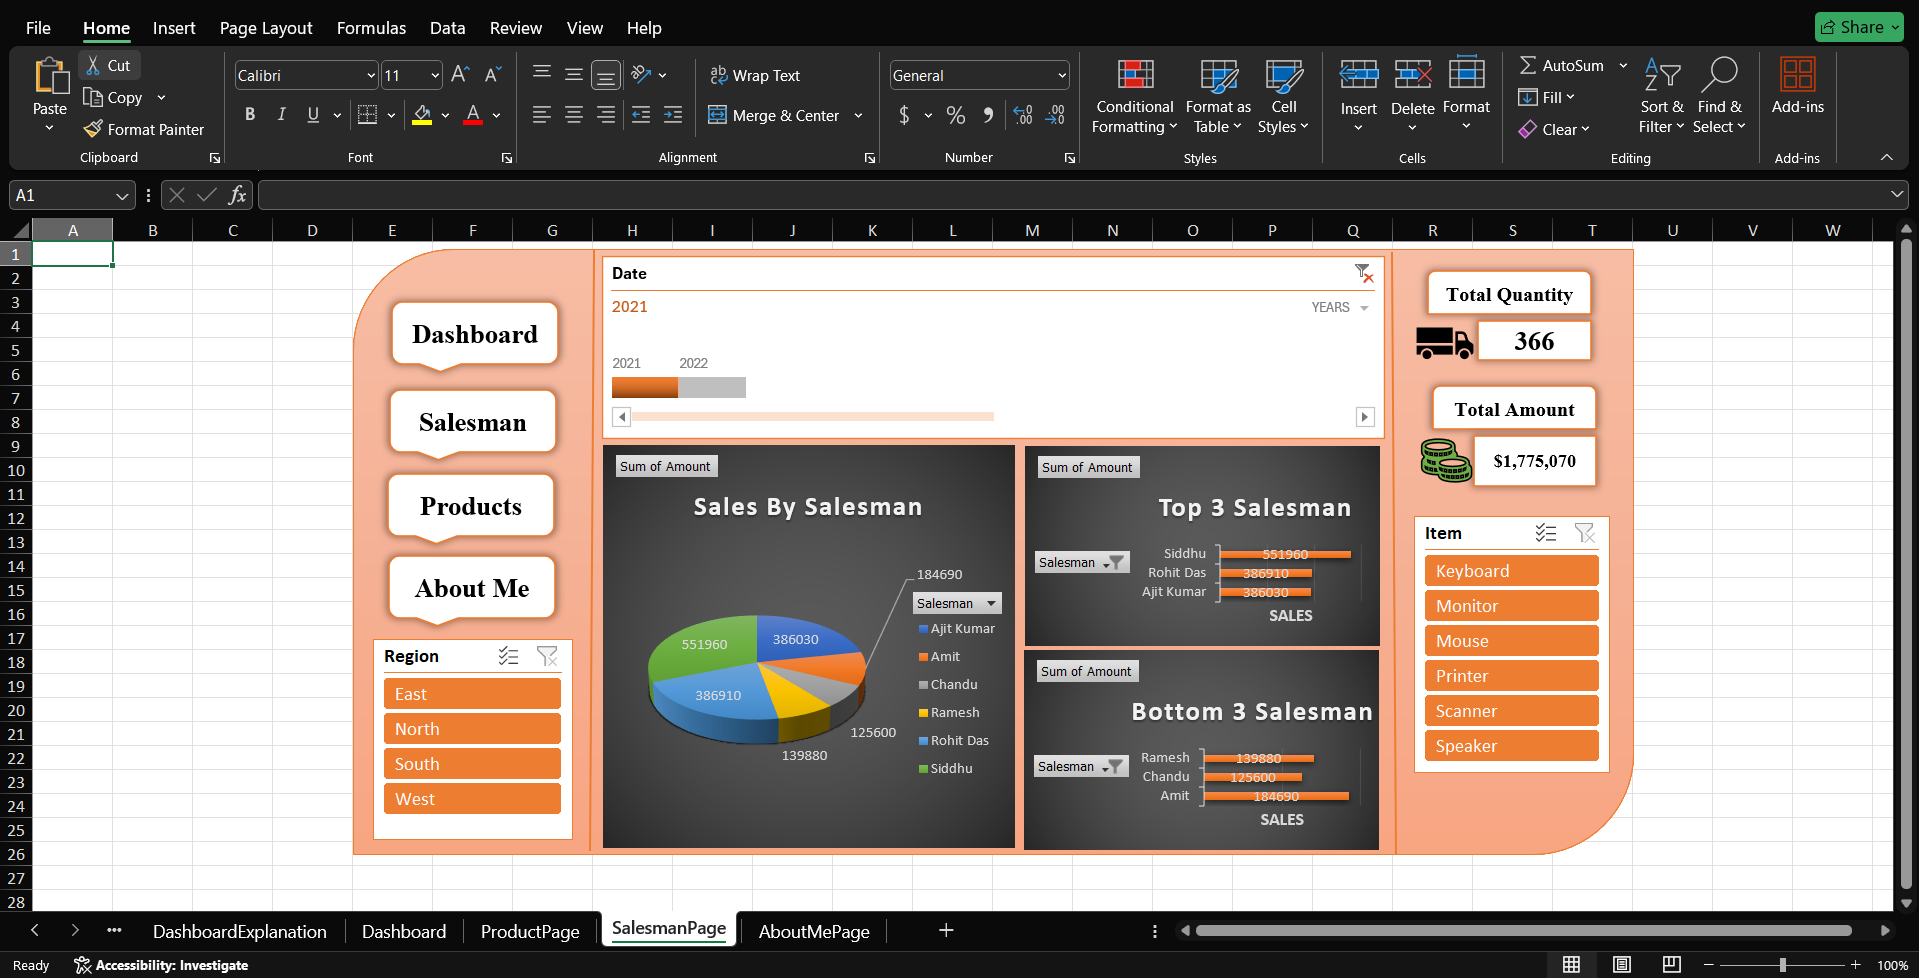 File Home Insert Page Layout Formulas Data Review View Help Share
Paste
Cut
Copy
Format Painter
Clipboard
Calibri 11
B I U A
Font
ab Wrap Text
Merge & Center
Alignment
General
$ % 9 .00 .00 .0
Number
Conditional Formatting
Format as Table
Cell Styles
Styles
Insert
Delete
Format
Cells
AutoSum
Fill
Clear
Sort & Filter
Find & Select
Editing
Add-ins
Add-ins
A1 fx
A B C D E F G H I J K L M N O P Q R S T U V W
1
2
3
4
5
6
7
8
9
10
11
12
13
14
15
16
17
18
19
20
21
22
23
24
25
26
27
28
Dashboard
Salesman
Products
About Me
Region
East
North
South
West
Date
2021
YEARS
2021 2022
Sum of Amount
Sales By Salesman
184690
551960
386030
386910
125600
139880
Salesman
Ajit Kumar
Amit
Chandu
Ramesh
Rohit Das
Siddhu
Sum of Amount
Top 3 Salesman
Salesman
Siddhu 551960
Rohit Das 386910
Ajit Kumar 386030
SALES
Sum of Amount
Bottom 3 Salesman
Salesman
Ramesh 139880
Chandu 125600
Amit 184690
SALES
Total Quantity
366
Total Amount
$1,775,070
Item
Keyboard
Monitor
Mouse
Printer
Scanner
Speaker
DashboardExplanation Dashboard ProductPage SalesmanPage AboutMePage
Ready Accessibility: Investigate 100%